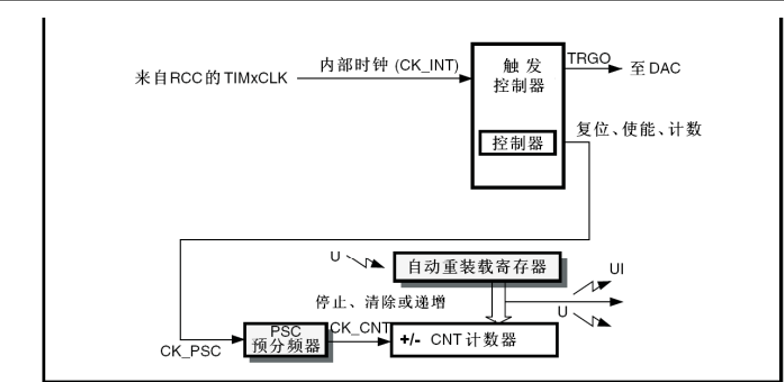 内部时钟 (CK_INT)
来自RCC的 TIMxCLK
触 发
控制器
TRGO
至 DAC
控制器
复位、使能、计数
U
自动重装载寄存器
UI
停止、清除或递增
U
CK_PSC
PSC
预分频器
CK_CNT
+/- CNT 计数器